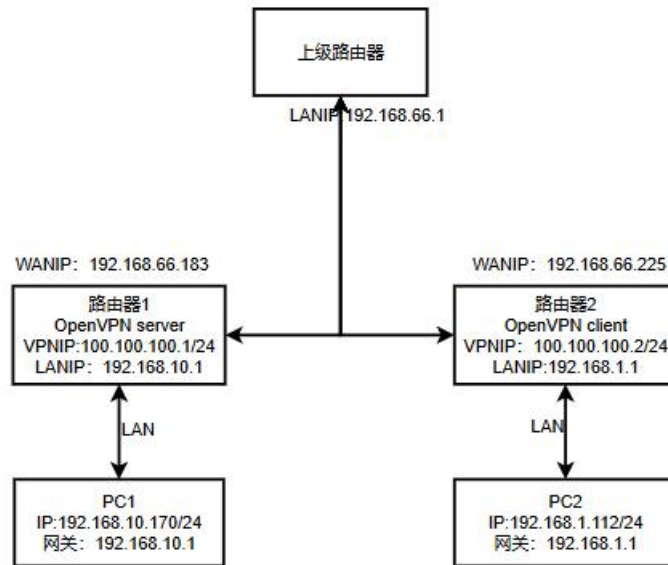 上级路由器
LANIP:192.168.66.1
WANIP：192.168.66.183
路由器1
OpenVPN server
VPNIP:100.100.100.1/24
LANIP：192.168.10.1
WANIP：192.168.66.225
路由器2
OpenVPN client
VPNIP：100.100.100.2/24
LANIP:192.168.1.1
LAN
LAN
PC1
IP:192.168.10.170/24
网关：192.168.10.1
PC2
IP:192.168.1.112/24
网关：192.168.1.1